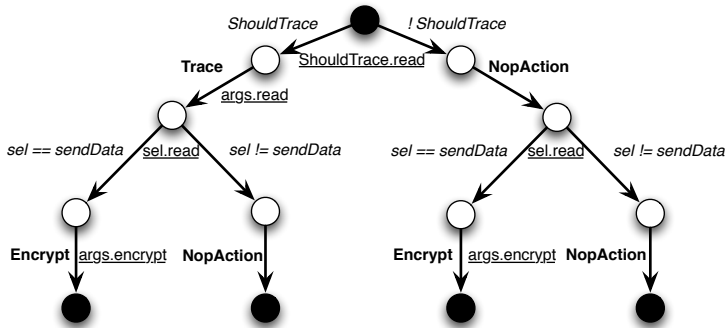 ShouldTrace ! ShouldTrace
Trace ShouldTrace.read NopAction
args.read
sel == sendData sel.read sel != sendData sel == sendData sel.read sel != sendData
Encrypt args.encrypt NopAction Encrypt args.encrypt NopAction